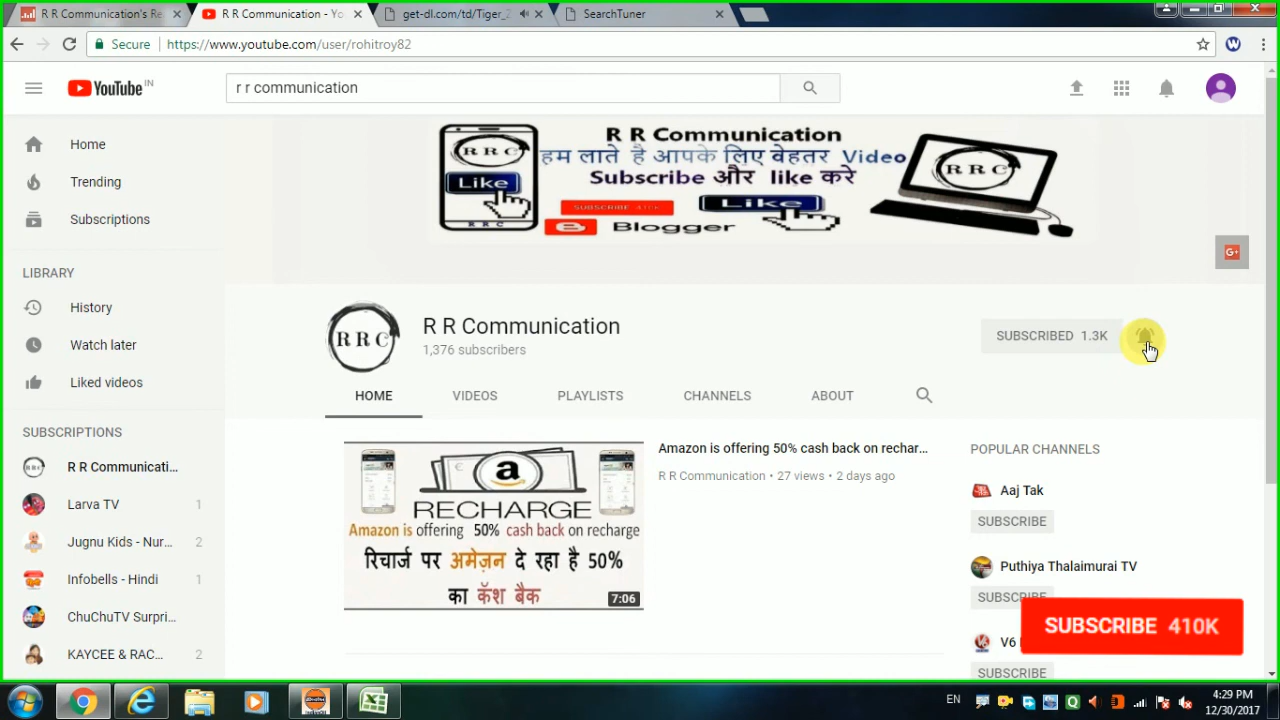 R R Communication's Re
R R Communication - Yo
get-dl.com/td/Tiger_2
SearchTuner
Secure
https://www.youtube.com/user/rohitroy82
W
YouTube IN
r r communication
Home
Trending
Subscriptions
LIBRARY
History
Watch later
Liked videos
SUBSCRIPTIONS
R R Communicati...
Larva TV 1
Jugnu Kids - Nur... 2
Infobells - Hindi 1
ChuChuTV Surpri...
KAYCEE & RAC... 2
RRC
Like
R R C
R R Communication
हम लाते है आपके लिए वेहतर Video
Subscribe और like करे
SUBSCRIBE 410K
Like
Blogger
R R C
G+
R R C
R R Communication
1,376 subscribers
SUBSCRIBED 1.3K
HOME
VIDEOS
PLAYLISTS
CHANNELS
ABOUT
a
RECHARGE
Amazon is offering 50% cash back on recharge
रिचार्ज पर अमेज़न दे रहा है 50%
का कॅश बैक
7:06
Amazon is offering 50% cash back on rechar...
R R Communication • 27 views • 2 days ago
POPULAR CHANNELS
Aaj Tak
SUBSCRIBE
Puthiya Thalaimurai TV
SUBSCRIBE
V6
SUBSCRIBE
SUBSCRIBE 410K
EN
4:29 PM
12/30/2017